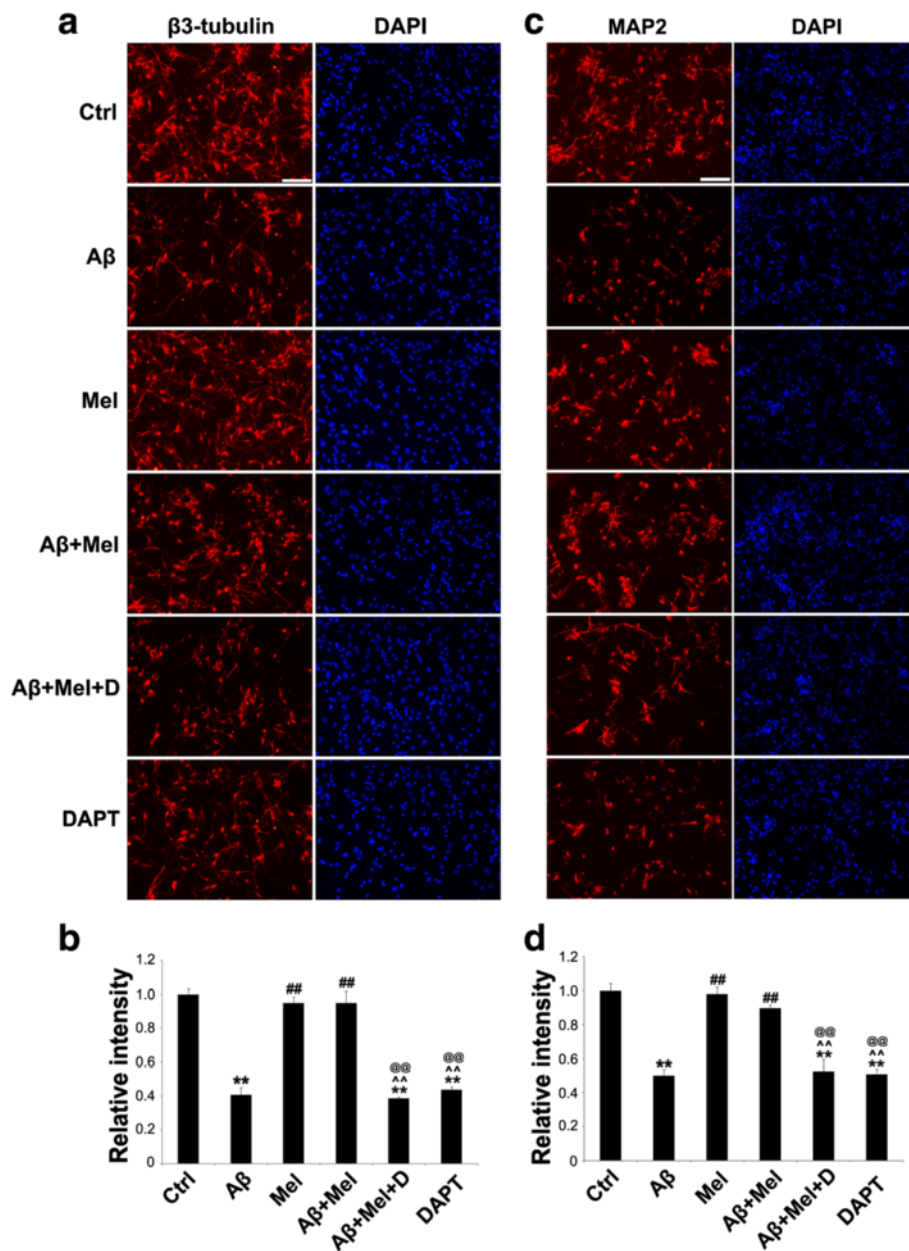 a β3-tubulin DAPI c MAP2 DAPI
Ctrl
Aβ
Mel
Aβ+Mel
Aβ+Mel+D
DAPT
b
Relative intensity
1.2
1.0
0.8
0.6
0.4
0.2
0
**
##
##
@@
^^
**
@@
^^
**
Ctrl
Aβ
Mel
Aβ+Mel
Aβ+Mel+D
DAPT
d
Relative intensity
1.2
1.0
0.8
0.6
0.4
0.2
0
**
##
##
@@
^^
**
@@
^^
**
Ctrl
Aβ
Mel
Aβ+Mel
Aβ+Mel+D
DAPT